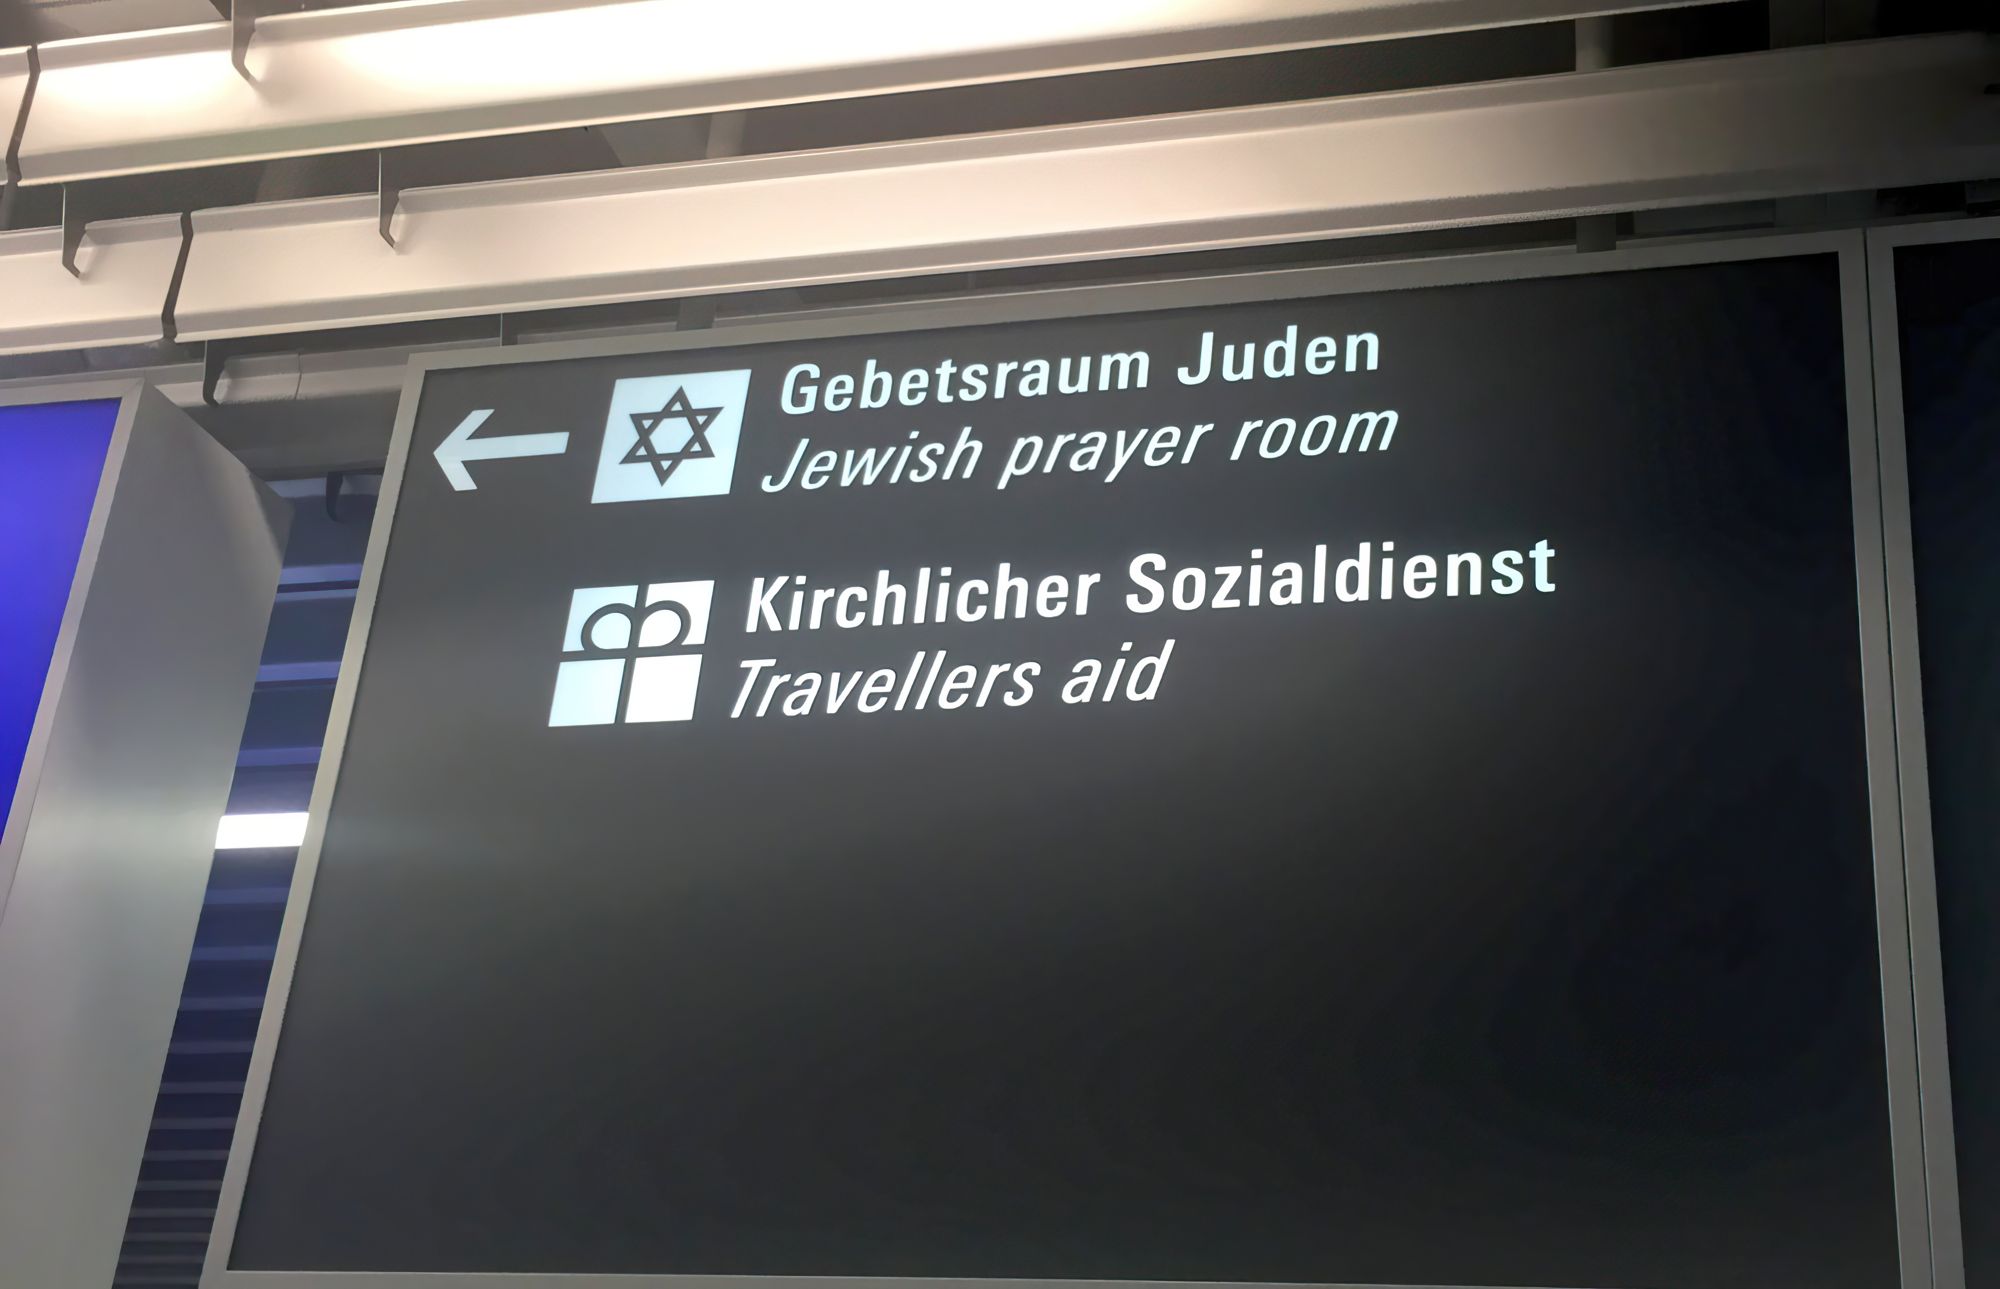 Gebetsraum Juden
Jewish prayer room
Kirchlicher Sozialdienst
Travellers aid